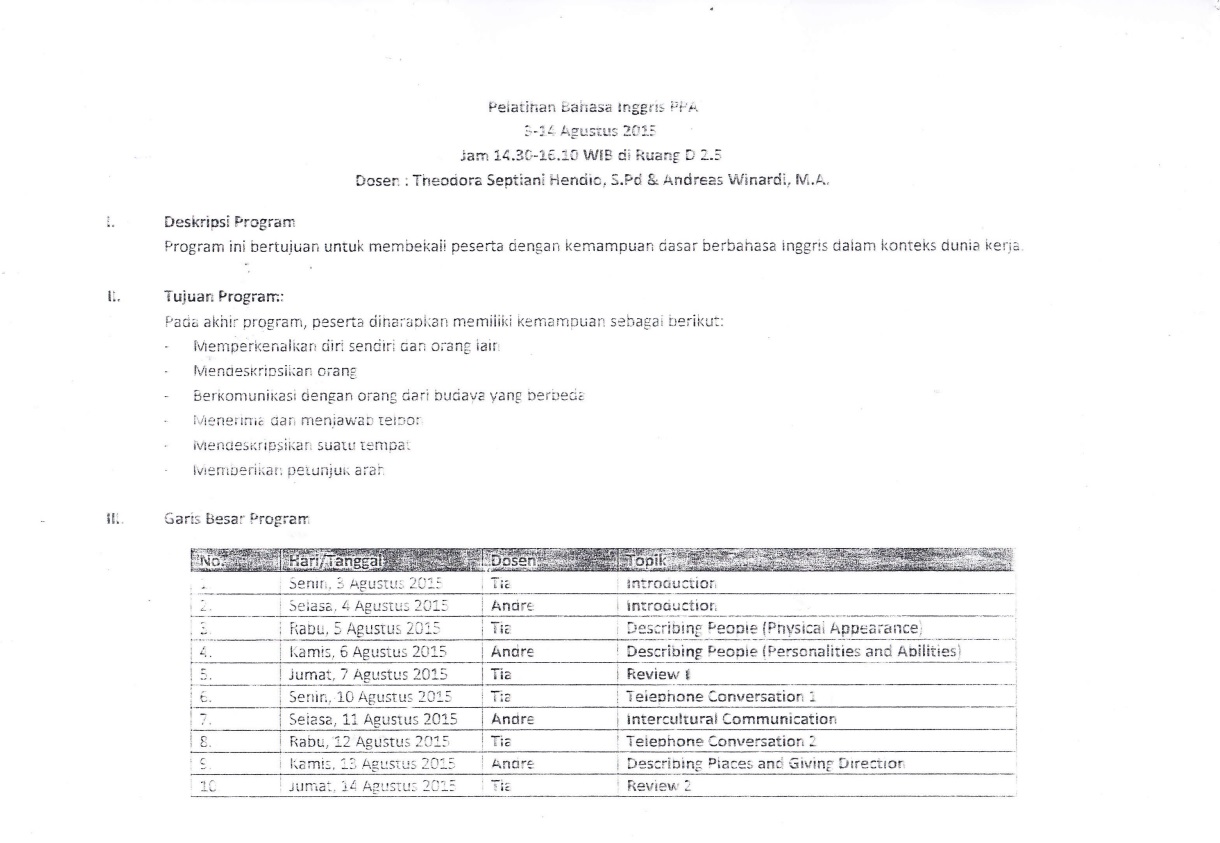 Pelatihan Bahasa Inggris PPA
3-14 Agustus 2015
Jam 14.30-16.10 WIB di Ruang D 2.5
Dosen : Theodora Septiani Hendio, S.Pd & Andreas Winardi, M.A.
I. Deskripsi Program
Program ini bertujuan untuk membekali peserta dengan kemampuan dasar berbahasa Inggris dalam konteks dunia kerja.
II. Tujuan Program:
Pada akhir program, peserta diharapkan memiliki kemampuan sebagai berikut:
- Memperkenalkan diri sendiri dan orang lain
- Mendeskripsikan orang
- Berkomunikasi dengan orang dari budaya yang berbeda
- Menerima dan menjawab telpon
- Mendeskripsikan suatu tempat
- Memberikan petunjuk arah
III. Garis Besar Program
No. Hari/Tanggal Dosen Topik
1. Senin, 3 Agustus 2015 Tia Introduction
2. Selasa, 4 Agustus 2015 Andre Introduction
3. Rabu, 5 Agustus 2015 Tia Describing People (Physical Appearance)
4. Kamis, 6 Agustus 2015 Andre Describing People (Personalities and Abilities)
5. Jumat, 7 Agustus 2015 Tia Review 1
6. Senin, 10 Agustus 2015 Tia Telephone Conversation 1
7. Selasa, 11 Agustus 2015 Andre Intercultural Communication
8. Rabu, 12 Agustus 2015 Tia Telephone Conversation 2
9. Kamis, 13 Agustus 2015 Andre Describing Places and Giving Direction
10. Jumat, 14 Agustus 2015 Tia Review 2